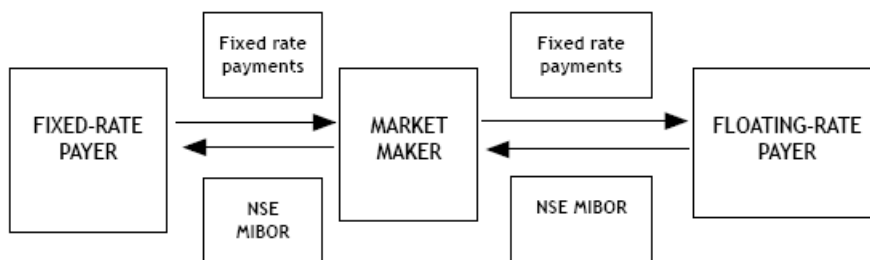 Fixed rate
payments
Fixed rate
payments
FIXED-RATE
PAYER
MARKET
MAKER
FLOATING-RATE
PAYER
NSE
MIBOR
NSE MIBOR